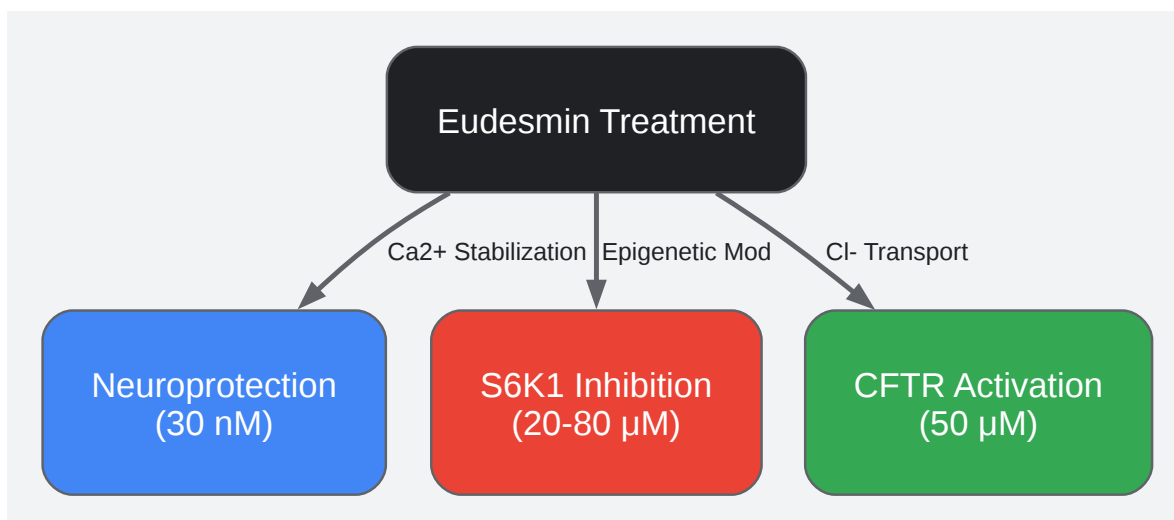 Eudesmin Treatment
Ca2+ Stabilization
Epigenetic Mod
Cl- Transport
Neuroprotection
(30 nM)
S6K1 Inhibition
(20-80 μM)
CFTR Activation
(50 μM)